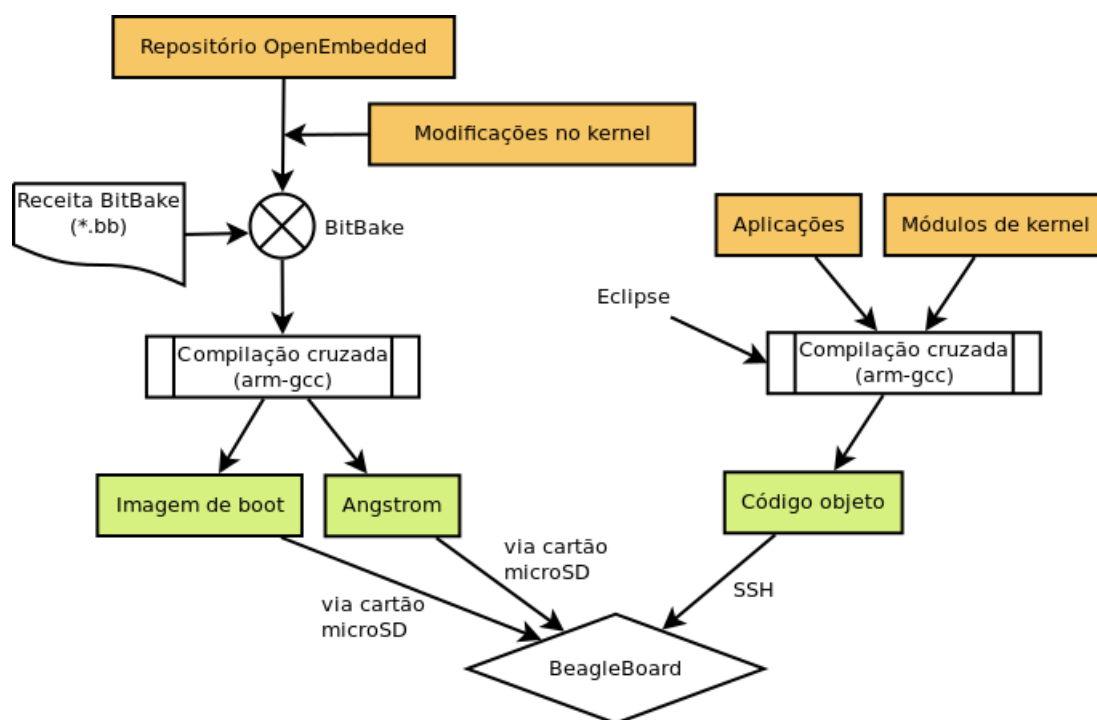 Repositório OpenEmbedded
Modificações no kernel
Receita BitBake
(*.bb)
BitBake
Aplicações
Módulos de kernel
Eclipse
Compilação cruzada
(arm-gcc)
Compilação cruzada
(arm-gcc)
Imagem de boot
Angstrom
Código objeto
via cartão
microSD
via cartão
microSD
SSH
BeagleBoard